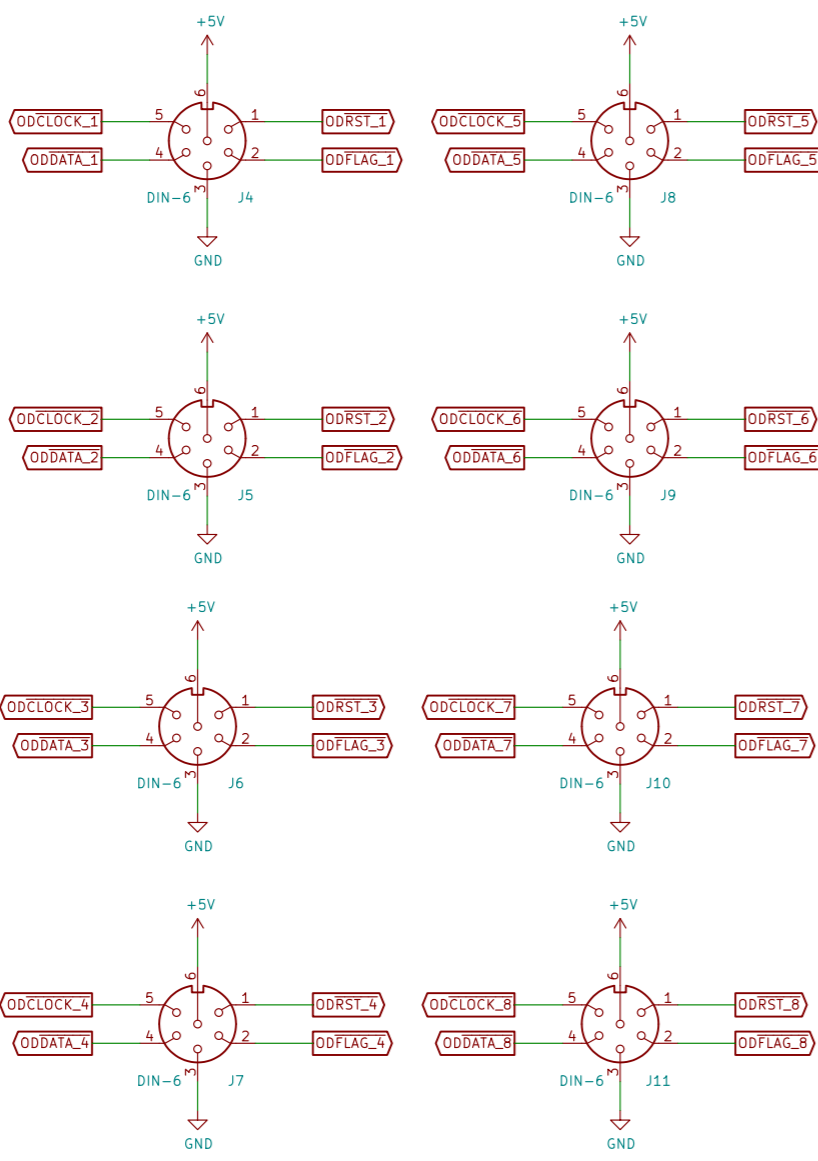 +5V
+5V
6
6
ODCLOCK_1 5 1 ODRST_1
ODCLOCK_5 5 1 ODRST_5
ODDATA_1 4 2 ODFLAG_1
ODDATA_5 4 2 ODFLAG_5
3
3
DIN-6 J4
DIN-6 J8
GND
GND
+5V
+5V
6
6
ODCLOCK_2 5 1 ODRST_2
ODCLOCK_6 5 1 ODRST_6
ODDATA_2 4 2 ODFLAG_2
ODDATA_6 4 2 ODFLAG_6
3
3
DIN-6 J5
DIN-6 J9
GND
GND
+5V
+5V
6
6
ODCLOCK_3 5 1 ODRST_3
ODCLOCK_7 5 1 ODRST_7
ODDATA_3 4 2 ODFLAG_3
ODDATA_7 4 2 ODFLAG_7
3
3
DIN-6 J6
DIN-6 J10
GND
GND
+5V
+5V
6
6
ODCLOCK_4 5 1 ODRST_4
ODCLOCK_8 5 1 ODRST_8
ODDATA_4 4 2 ODFLAG_4
ODDATA_8 4 2 ODFLAG_8
3
3
DIN-6 J7
DIN-6 J11
GND
GND